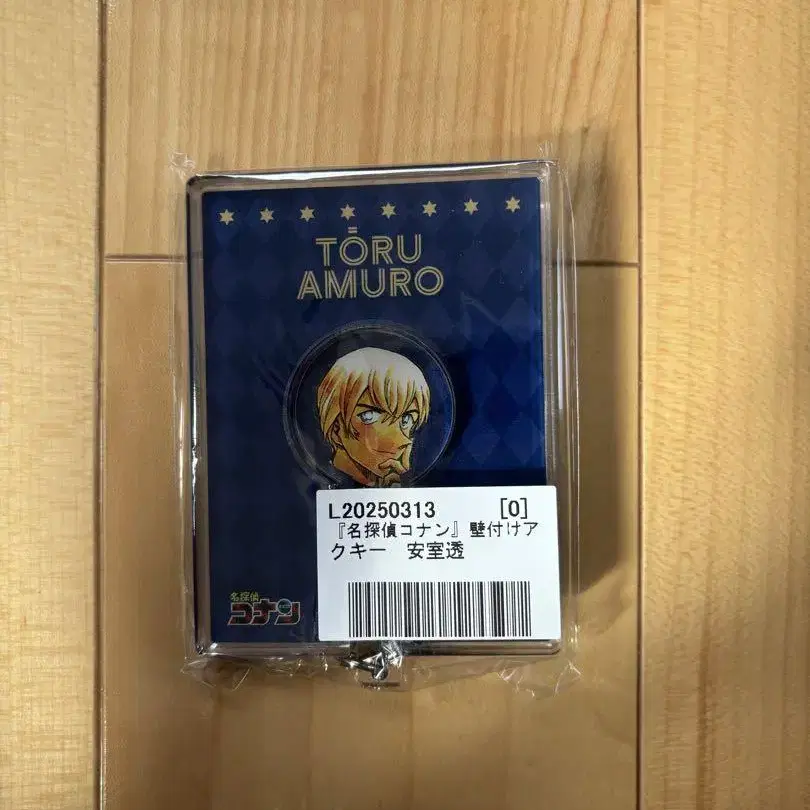 TŌRU
AMURO
L20250313 [0]
『名探偵コナン』壁付けア
クキー 安室透
名探偵
コナン